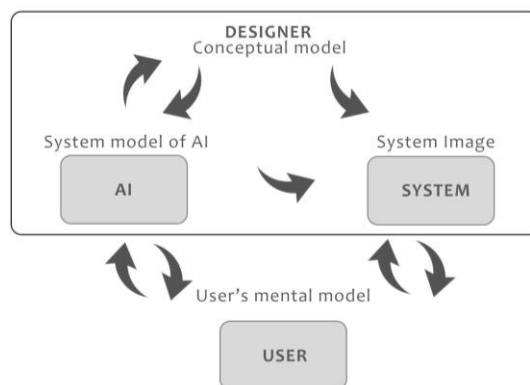 DESIGNER
Conceptual model
System model of AI
System Image
AI
SYSTEM
User's mental model
USER